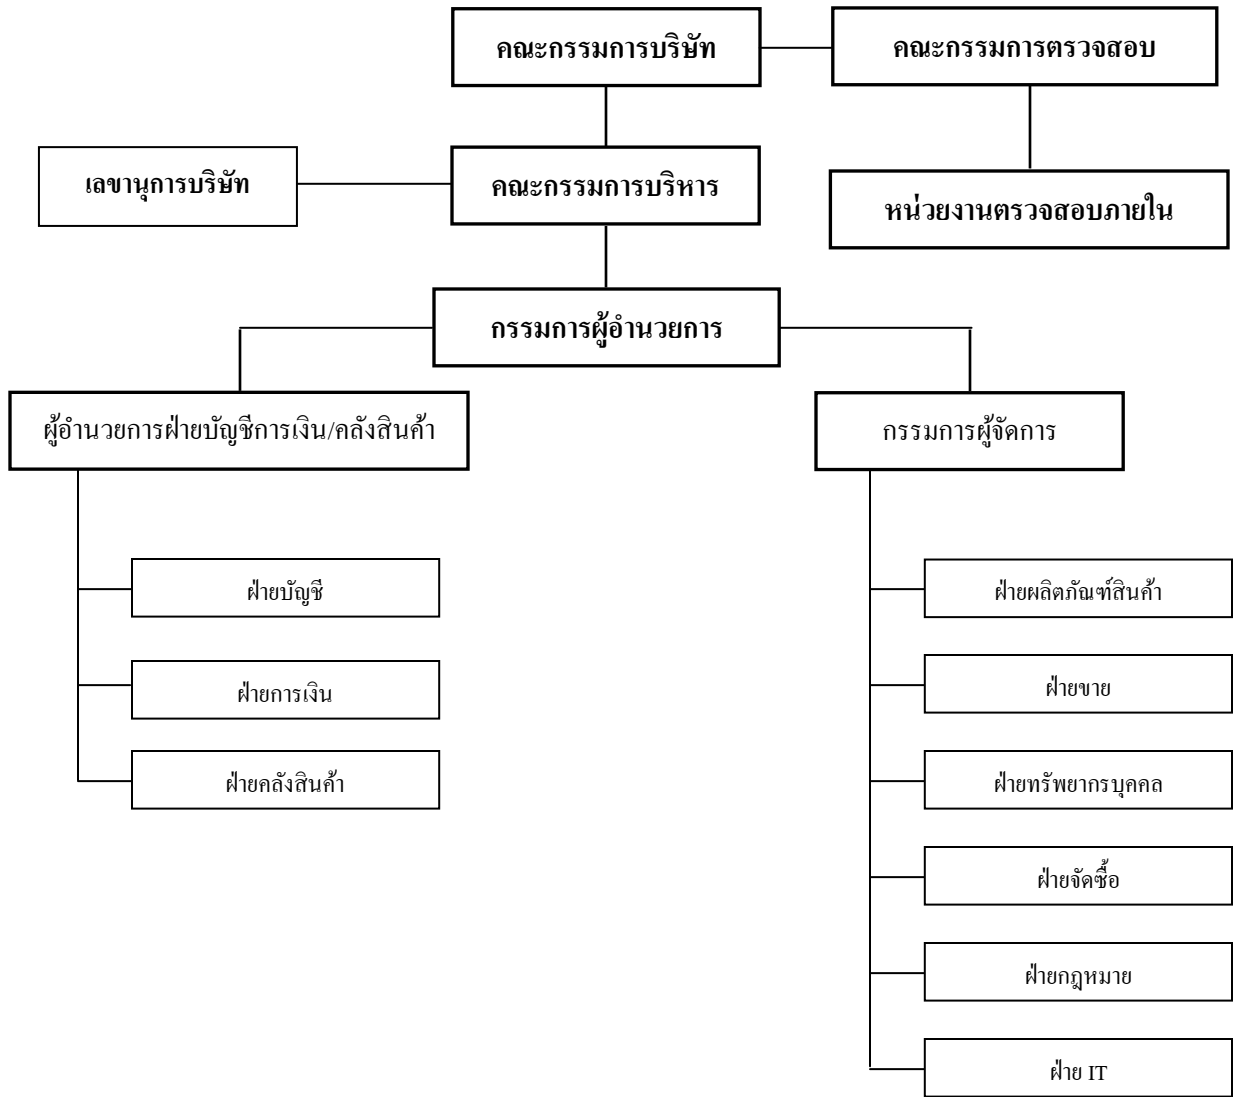 คณะกรรมการบริษัท
คณะกรรมการตรวจสอบ
เลขานุการบริษัท
คณะกรรมการบริหาร
หน่วยงานตรวจสอบภายใน
กรรมการผู้อำนวยการ
ผู้อำนวยการฝ่ายบัญชีการเงิน/คลังสินค้า
กรรมการผู้จัดการ
ฝ่ายบัญชี
ฝ่ายการเงิน
ฝ่ายคลังสินค้า
ฝ่ายผลิตภัณฑ์สินค้า
ฝ่ายขาย
ฝ่ายทรัพยากรบุคคล
ฝ่ายจัดซื้อ
ฝ่ายกฎหมาย
ฝ่าย IT